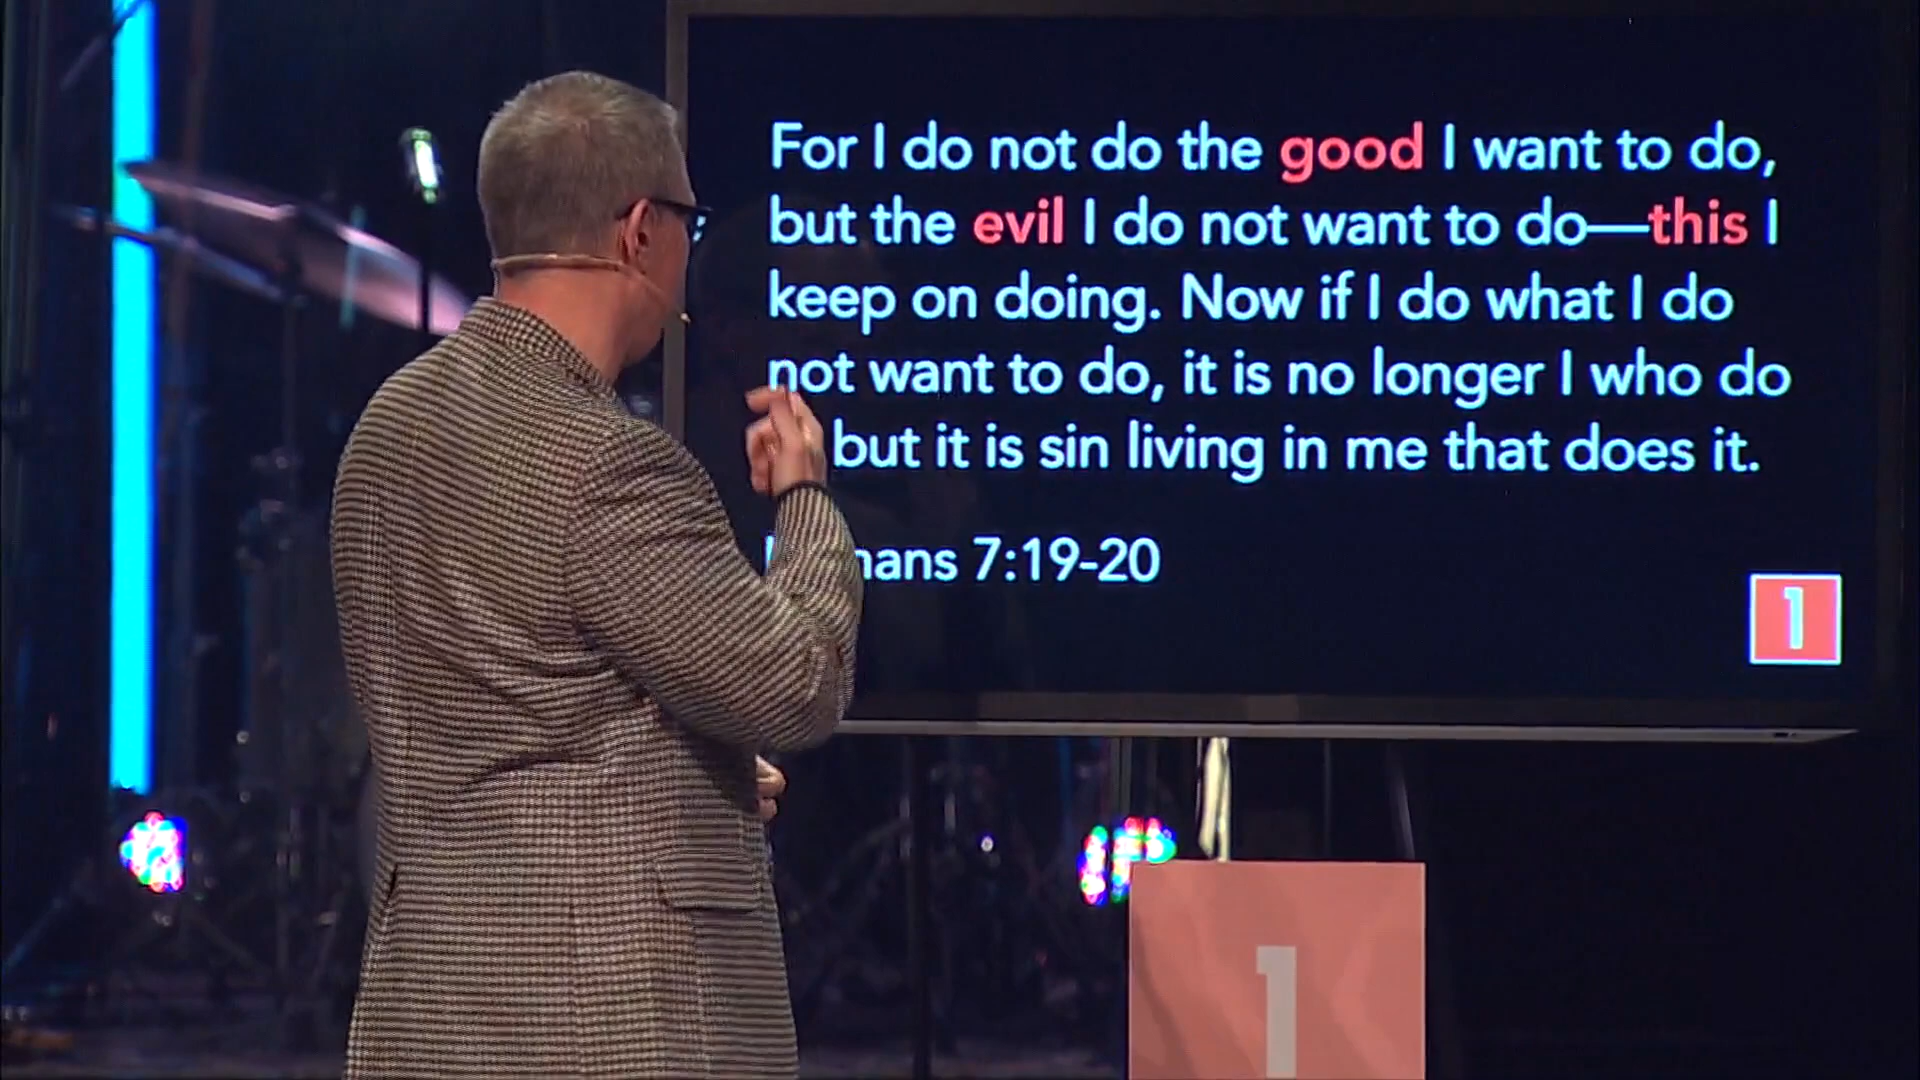 For I do not do the good I want to do,
but the evil I do not want to do—this I
keep on doing. Now if I do what I do
not want to do, it is no longer I who do
but it is sin living in me that does it.
7:19-20
1
1